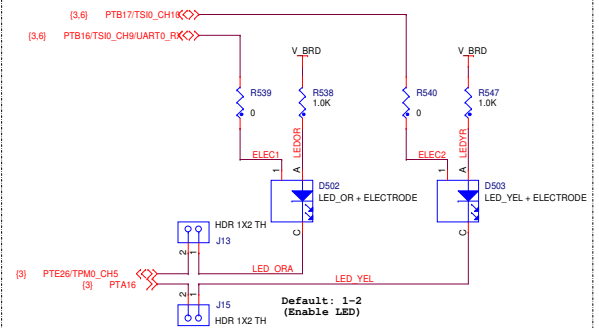 {3,6} PTB17/TSI0_CH10
{3,6} PTB16/TSI0_CH9/UART0_RX
V_BRD
V_BRD
R539
0
R538
1.0K
R540
0
R547
1.0K
LEDOR
LEDYR
ELEC1
ELEC2
1
A
1
A
D502
LED_OR + ELECTRODE
D503
LED_YEL + ELECTRODE
C
C
HDR 1X2 TH
J13
2
1
LED_ORA
{3} PTE26/TPM0_CH5
LED_YEL
{3} PTA16
2
1
Default: 1-2
(Enable LED)
J15
HDR 1X2 TH